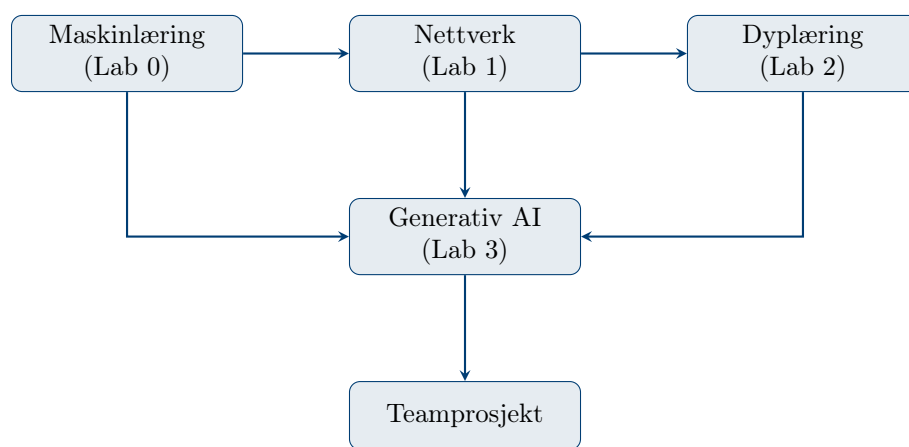 Maskinlæring
(Lab 0)
Nettverk
(Lab 1)
Dyplæring
(Lab 2)
Generativ AI
(Lab 3)
Teamprosjekt